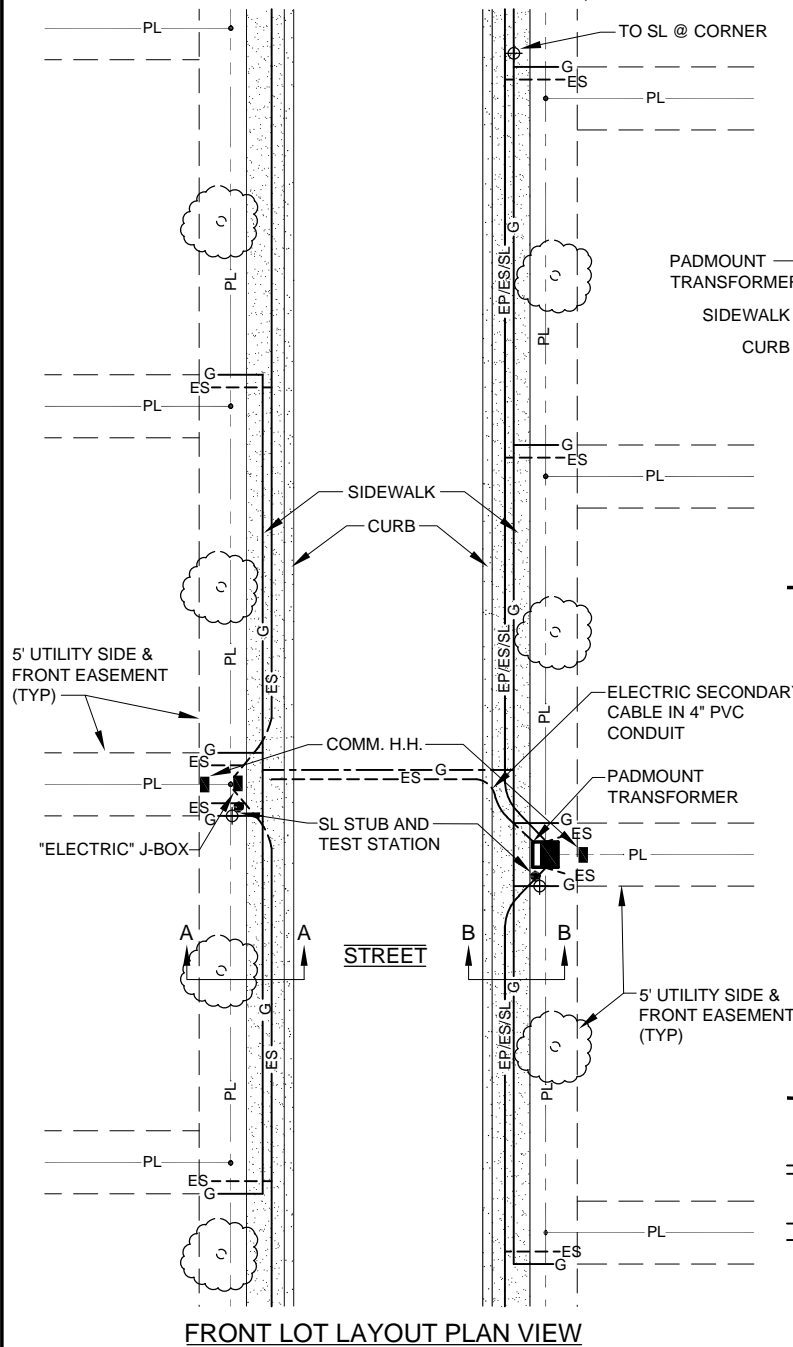 PL
TO SL @ CORNER
G
ES
PL
G
EP/ES/SL
PL
PL
PADMOUNT
TRANSFORMER
SIDEWALK
CURB
G
ES
PL
G
ES
PL
SIDEWALK
CURB
G
EP/ES/SL
PL
G
ES
PL
5' UTILITY SIDE &
FRONT EASEMENT
(TYP)
ELECTRIC SECONDARY
CABLE IN 4" PVC
CONDUIT
COMM. H.H.
G
ES
PL
G
ES
PADMOUNT
TRANSFORMER
ES
G
G
ES
PL
ES
G
SL STUB AND
TEST STATION
"ELECTRIC" J-BOX
A A
B B
STREET
G
ES
PL
G
EP/ES/SL
PL
5' UTILITY SIDE &
FRONT EASEMENT
(TYP)
PL
ES
G
PL
ES
G
FRONT LOT LAYOUT PLAN VIEW